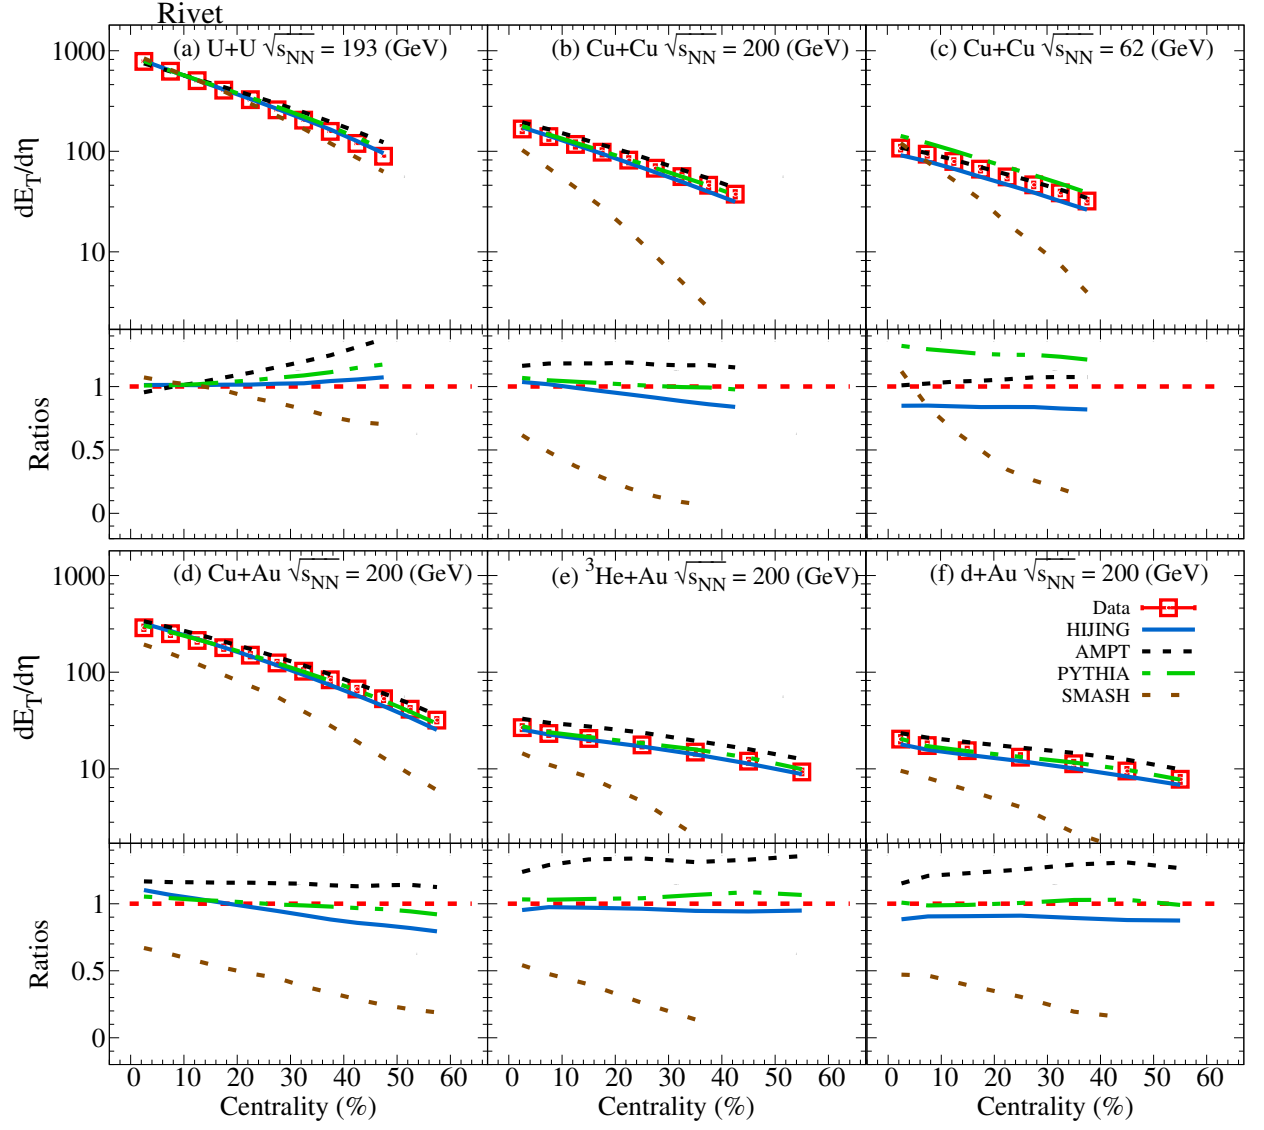 Rivet
(a) U+U √sNN = 193 (GeV)
(b) Cu+Cu √sNN = 200 (GeV)
(c) Cu+Cu √sNN = 62 (GeV)
1000
100
10
dET/dη
1
0.5
0
Ratios
(d) Cu+Au √sNN = 200 (GeV)
(e) 3He+Au √sNN = 200 (GeV)
(f) d+Au √sNN = 200 (GeV)
Data
HIJING
AMPT
PYTHIA
SMASH
1000
100
10
dET/dη
1
0.5
0
Ratios
0 10 20 30 40 50 60
0 10 20 30 40 50 60
0 10 20 30 40 50 60
Centrality (%)
Centrality (%)
Centrality (%)